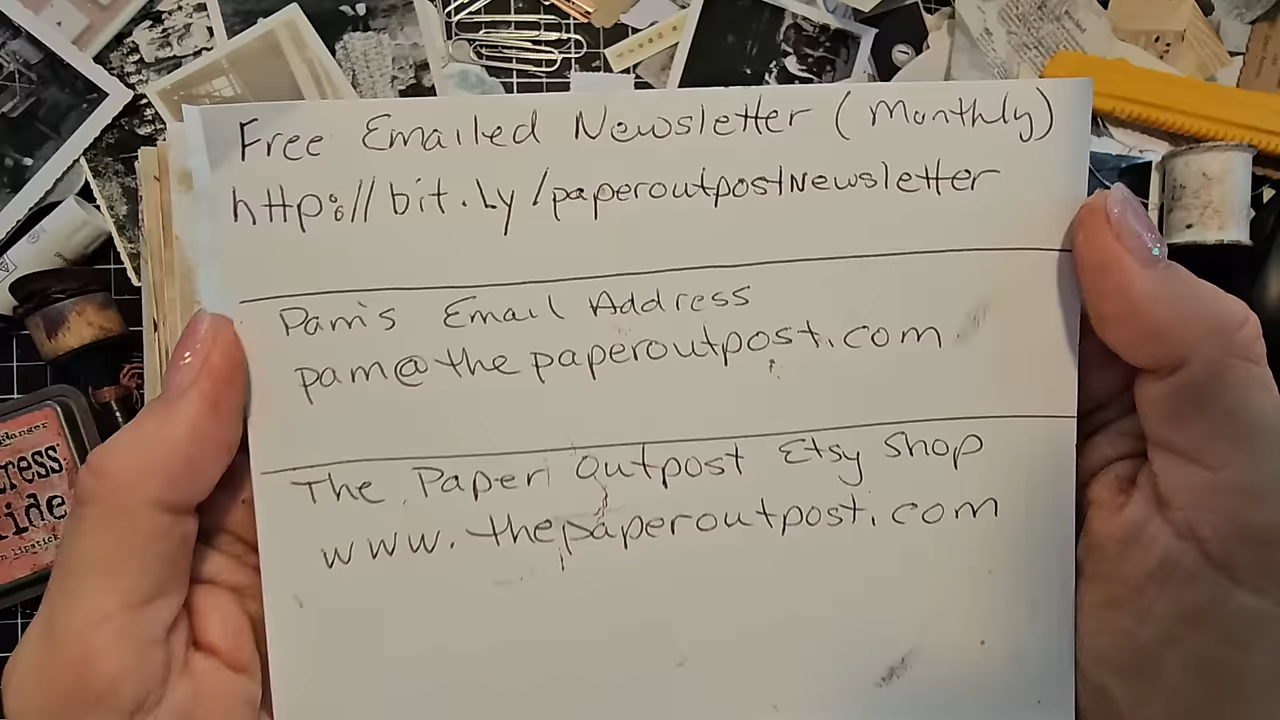 Free Emailed Newsletter (Monthly)
http://bit.ly/paperoutpostNewsletter
Pam's Email Address
pam@thepaperoutpost.com
The Paper Outpost Etsy Shop
www.thepaperoutpost.com